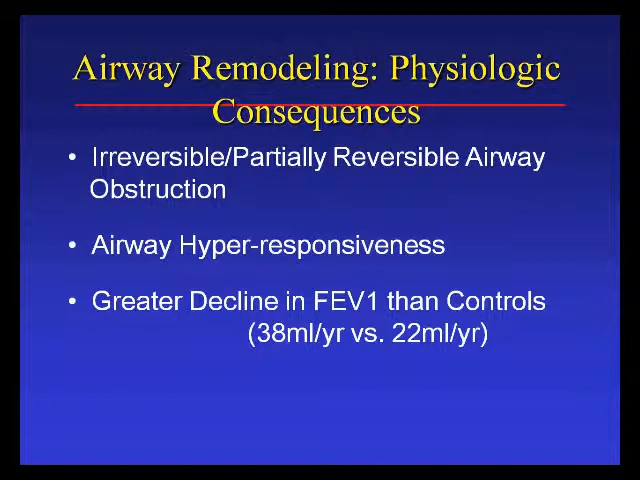 Airway Remodeling: Physiologic
Consequences
• Irreversible/Partially Reversible Airway
Obstruction
• Airway Hyper-responsiveness
• Greater Decline in FEV1 than Controls
(38ml/yr vs. 22ml/yr)